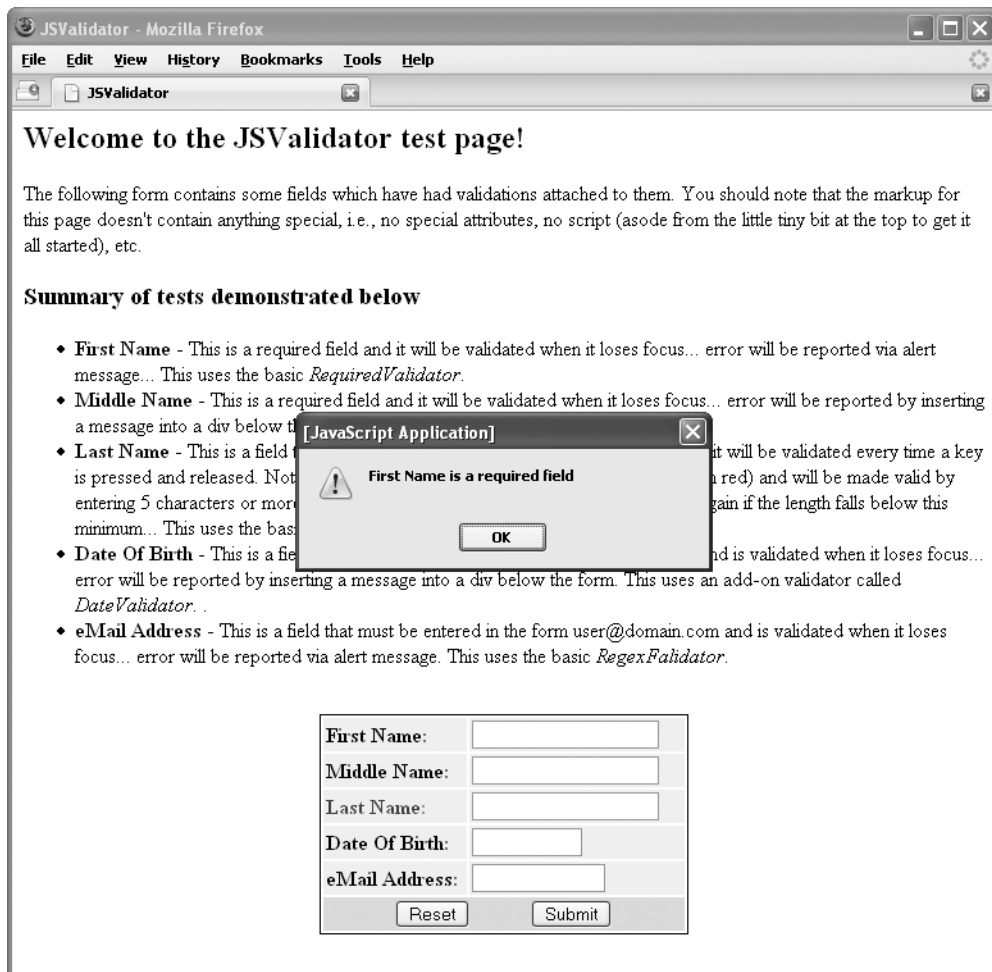 JSValidator - Mozilla Firefox
File Edit View History Bookmarks Tools Help
JSValidator
Welcome to the JSValidator test page!
The following form contains some fields which have had validations attached to them. You should note that the markup for
this page doesn't contain anything special, i.e., no special attributes, no script (asode from the little tiny bit at the top to get it
all started), etc.
Summary of tests demonstrated below
• First Name - This is a required field and it will be validated when it loses focus... error will be reported via alert
message... This uses the basic RequiredValidator.
• Middle Name - This is a required field and it will be validated when it loses focus... error will be reported by inserting
a message into a div below
• Last Name - This is a field it will be validated every time a key
is pressed and released. red) and will be made valid by
entering 5 characters or if the length falls below this
minimum... This uses the
• Date Of Birth - This is a is validated when it loses focus...
error will be reported by inserting a message into a div below the form. This uses an add-on validator called
DateValidator. .
• eMail Address - This is a field that must be entered in the form user@domain.com and is validated when it loses
focus... error will be reported via alert message. This uses the basic RegexFalidator.
[JavaScript Application]
First Name is a required field
OK
First Name:
Middle Name:
Last Name:
Date Of Birth:
eMail Address:
Reset Submit